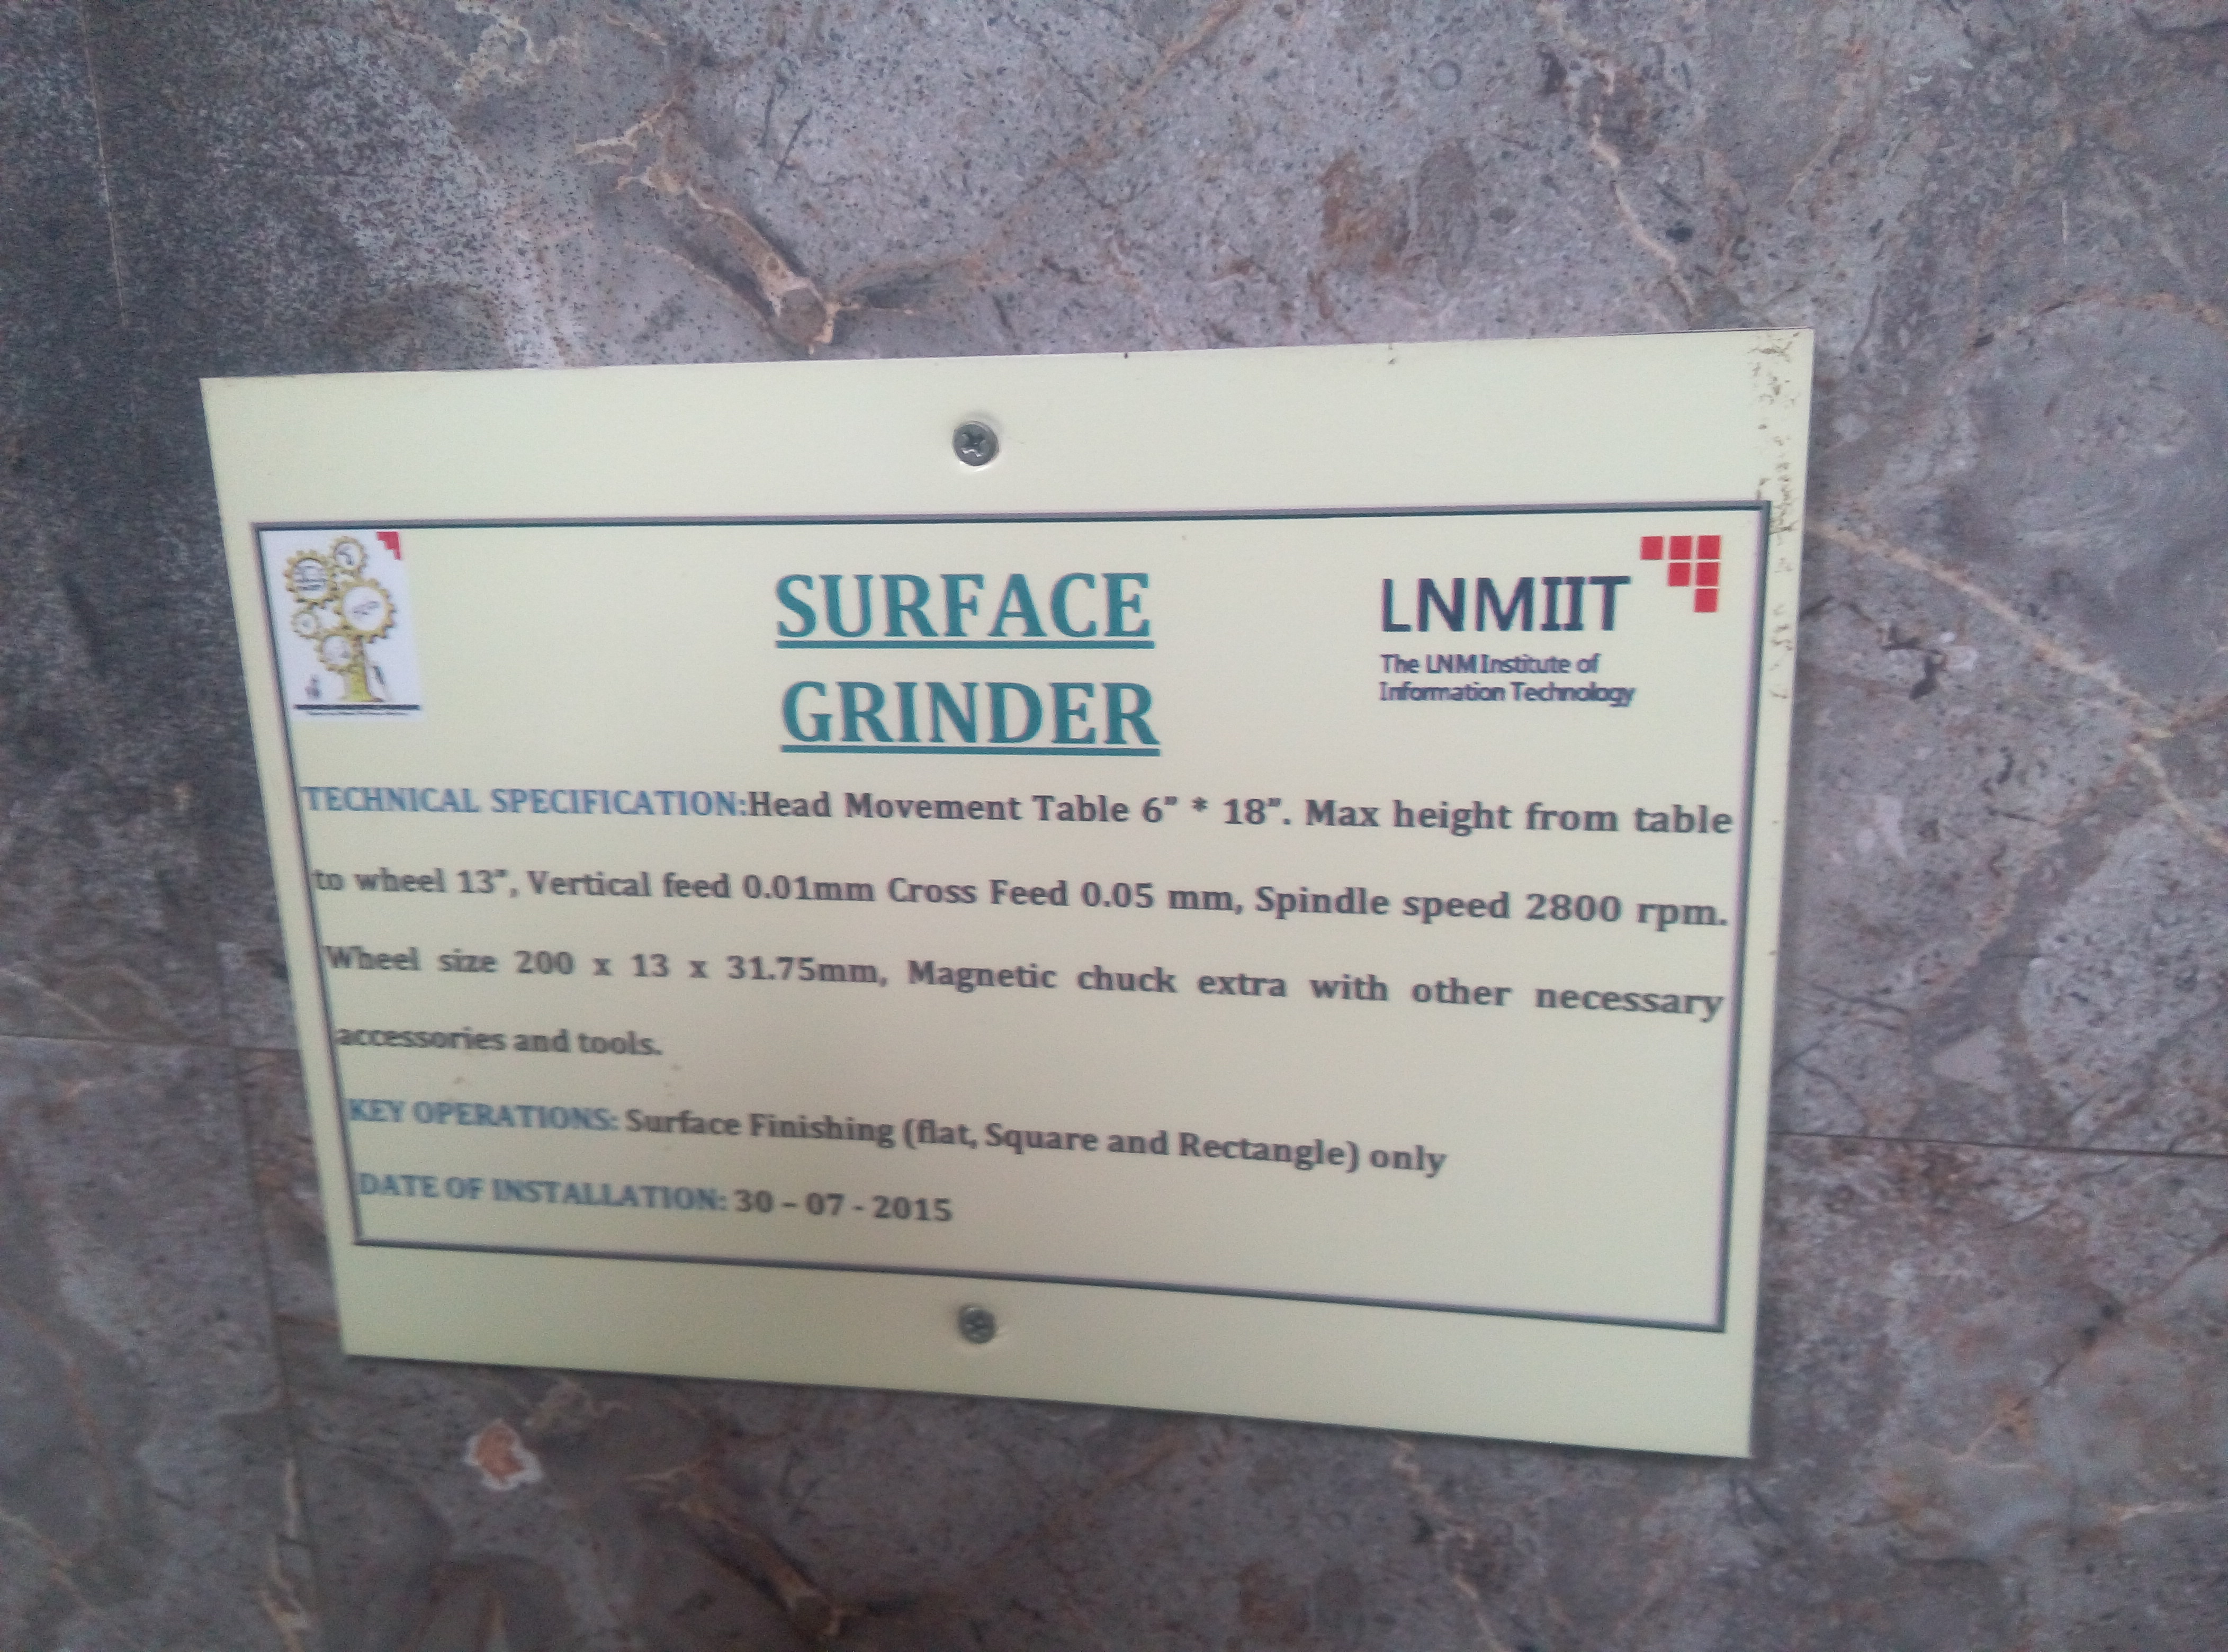 SURFACE
GRINDER
LNMIIT
The LNM Institute of
Information Technology
TECHNICAL SPECIFICATION:Head Movement Table 6” * 18”. Max height from table
to wheel 13”, Vertical feed 0.01mm Cross Feed 0.05 mm, Spindle speed 2800 rpm.
Wheel size 200 x 13 x 31.75mm, Magnetic chuck extra with other necessary
accessories and tools.
KEY OPERATIONS: Surface Finishing (flat, Square and Rectangle) only
DATE OF INSTALLATION: 30 – 07 - 2015